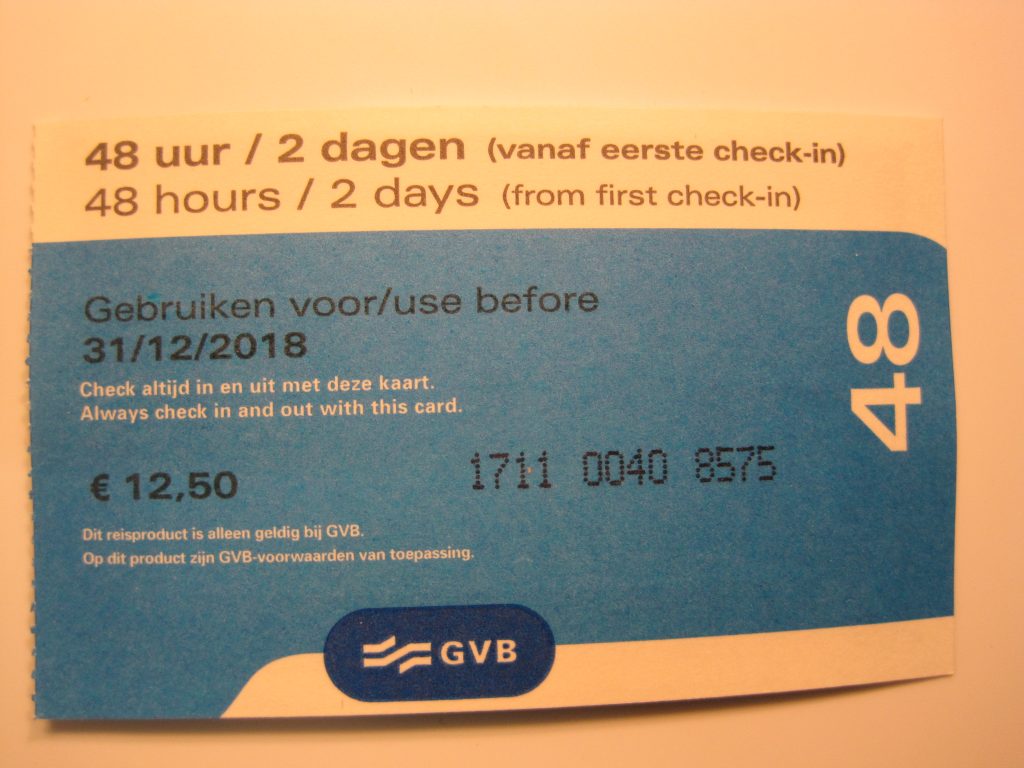 48 uur / 2 dagen (vanaf eerste check-in)
48 hours / 2 days (from first check-in)
Gebruiken voor/use before
31/12/2018
Check altijd in en uit met deze kaart.
Always check in and out with this card.
48
€ 12,50
1711 0040 8575
Dit reisproduct is alleen geldig bij GVB.
Op dit product zijn GVB-voorwaarden van toepassing.
GVB